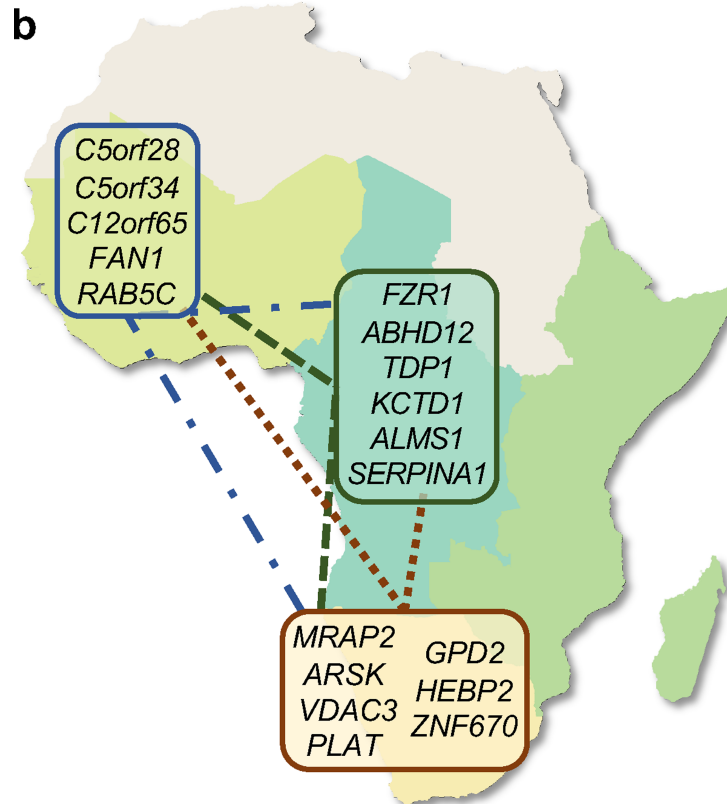 b
C5orf28
C5orf34
C12orf65
FAN1
RAB5C
FZR1
ABHD12
TDP1
KCTD1
ALMS1
SERPINA1
MRAP2
ARSK
VDAC3
PLAT
GPD2
HEBP2
ZNF670